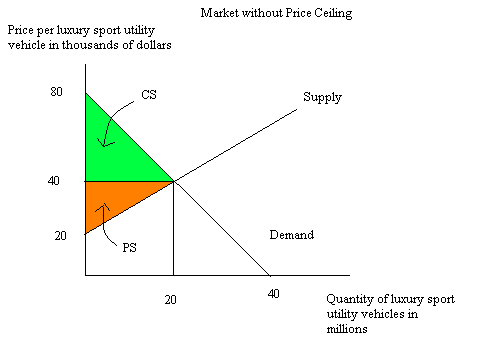 Market without Price Ceiling
Price per luxury sport utility
vehicle in thousands of dollars
80
CS
Supply
40
20
PS
Demand
20
40
Quantity of luxury sport
utility vehicles in
millions